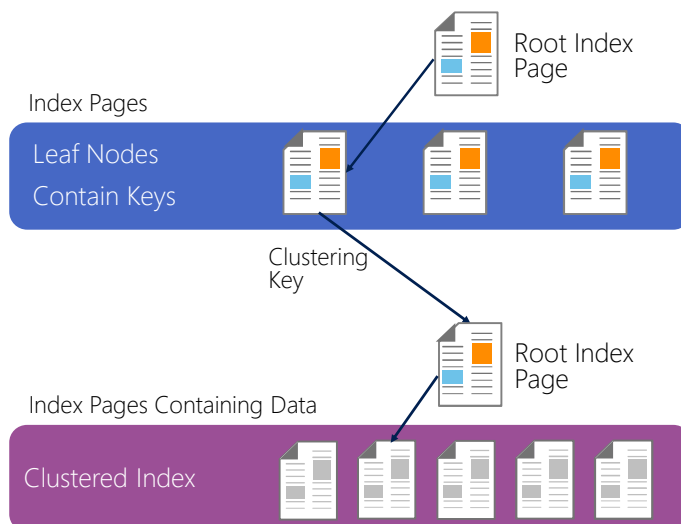 Root Index
Page
Index Pages
Leaf Nodes
Contain Keys
Clustering
Key
Root Index
Page
Index Pages Containing Data
Clustered Index